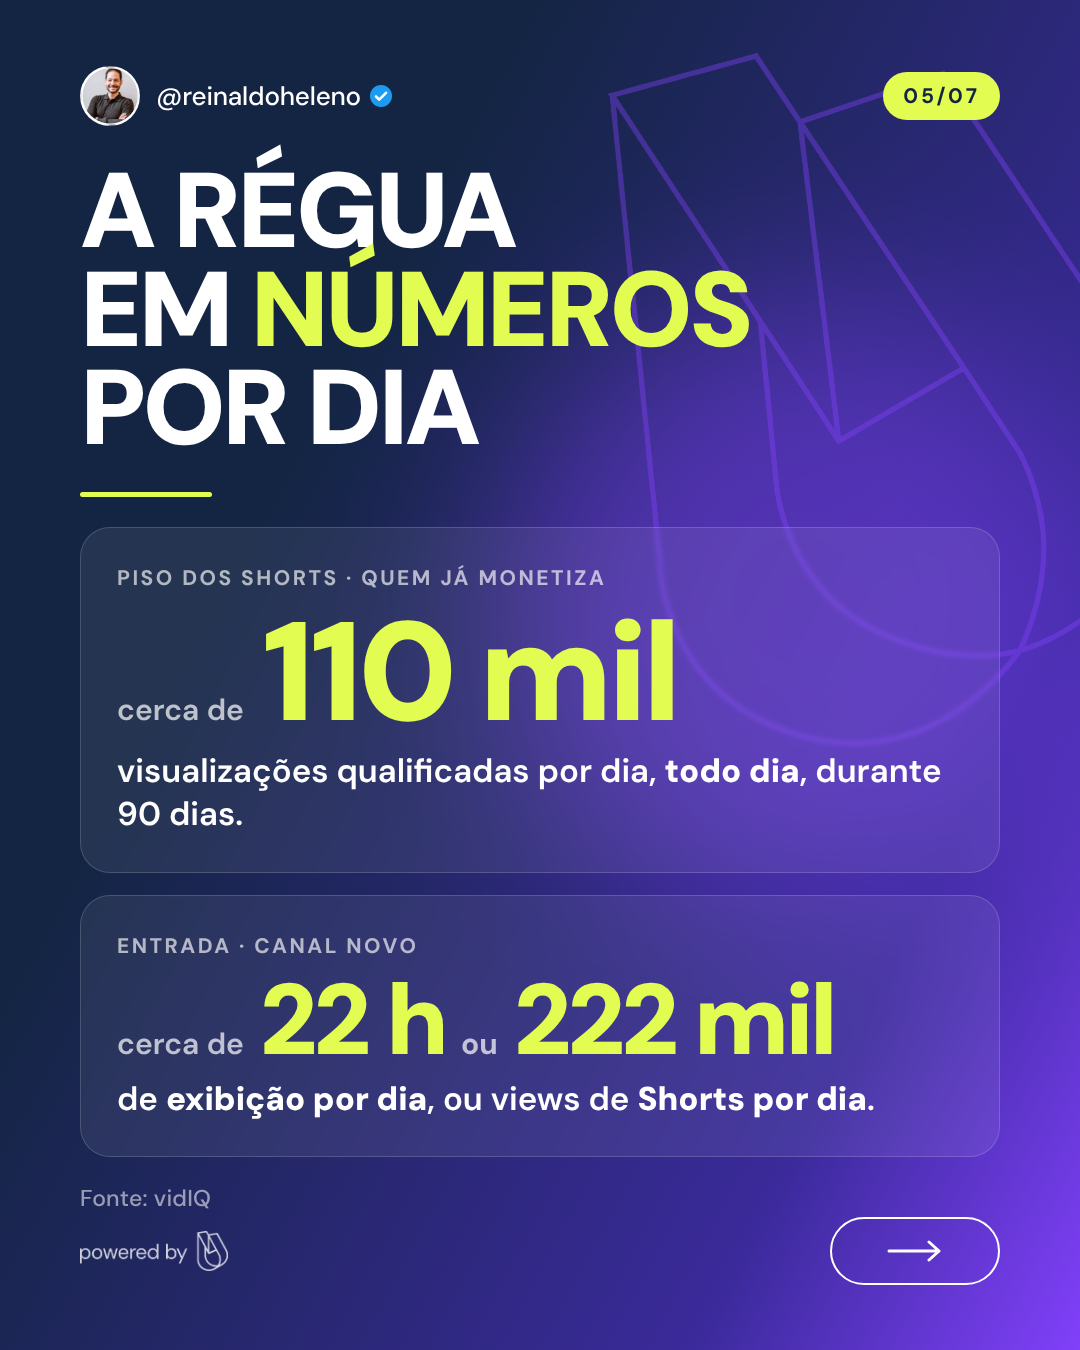 @reinaldoheleno
05/07
A RÉGUA
EM NÚMEROS
POR DIA
PISO DOS SHORTS · QUEM JÁ MONETIZA
cerca de 110 mil
visualizações qualificadas por dia, todo dia, durante
90 dias.
ENTRADA · CANAL NOVO
cerca de 22 h ou 222 mil
de exibição por dia, ou views de Shorts por dia.
Fonte: vidIQ
powered by